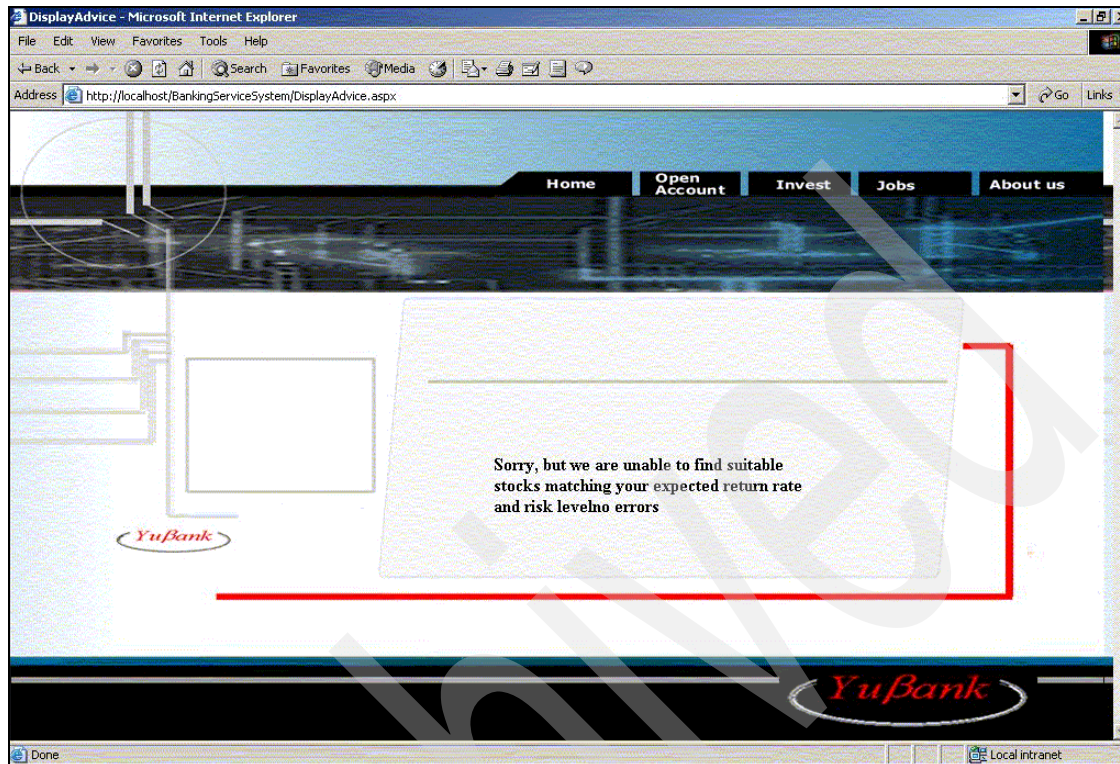 DisplayAdvice - Microsoft Internet Explorer
File Edit View Favorites Tools Help
Back Search Favorites Media
Address http://localhost/BankingServiceSystem/DisplayAdvice.aspx Go Links
Home Open Account Invest Jobs About us
Sorry, but we are unable to find suitable
stocks matching your expected return rate
and risk levelno errors
Yuβank
Yuβank
Done Local intranet